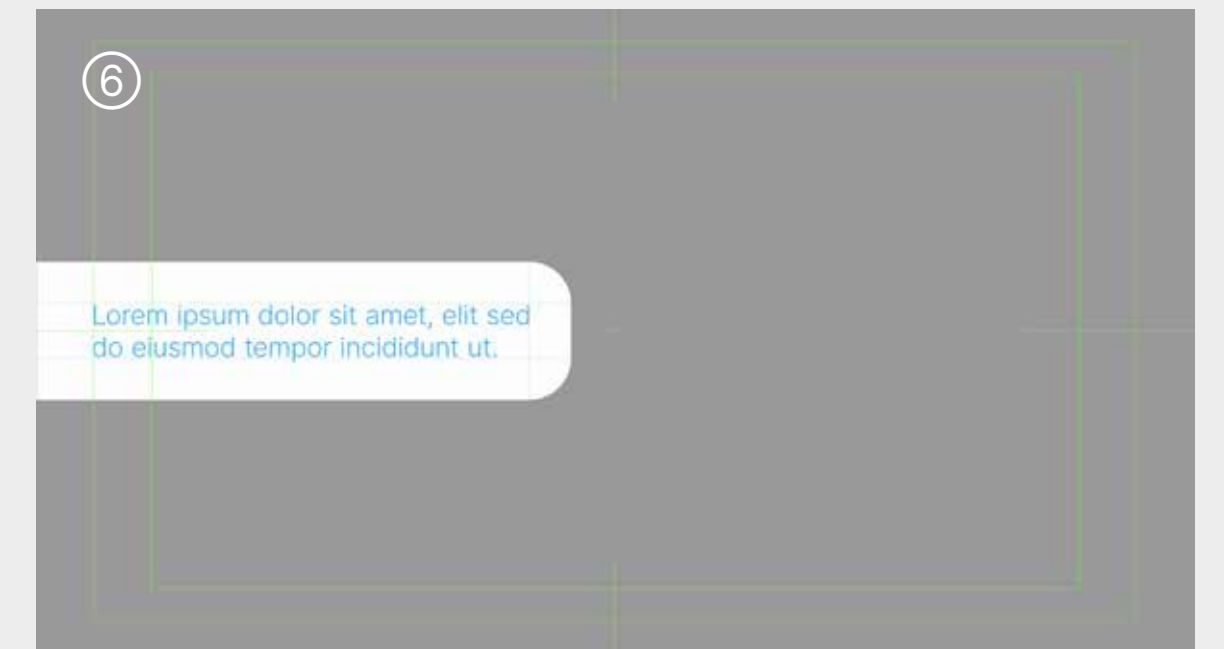 ⑥
Lorem ipsum dolor sit amet, elit sed
do eiusmod tempor incididunt ut.